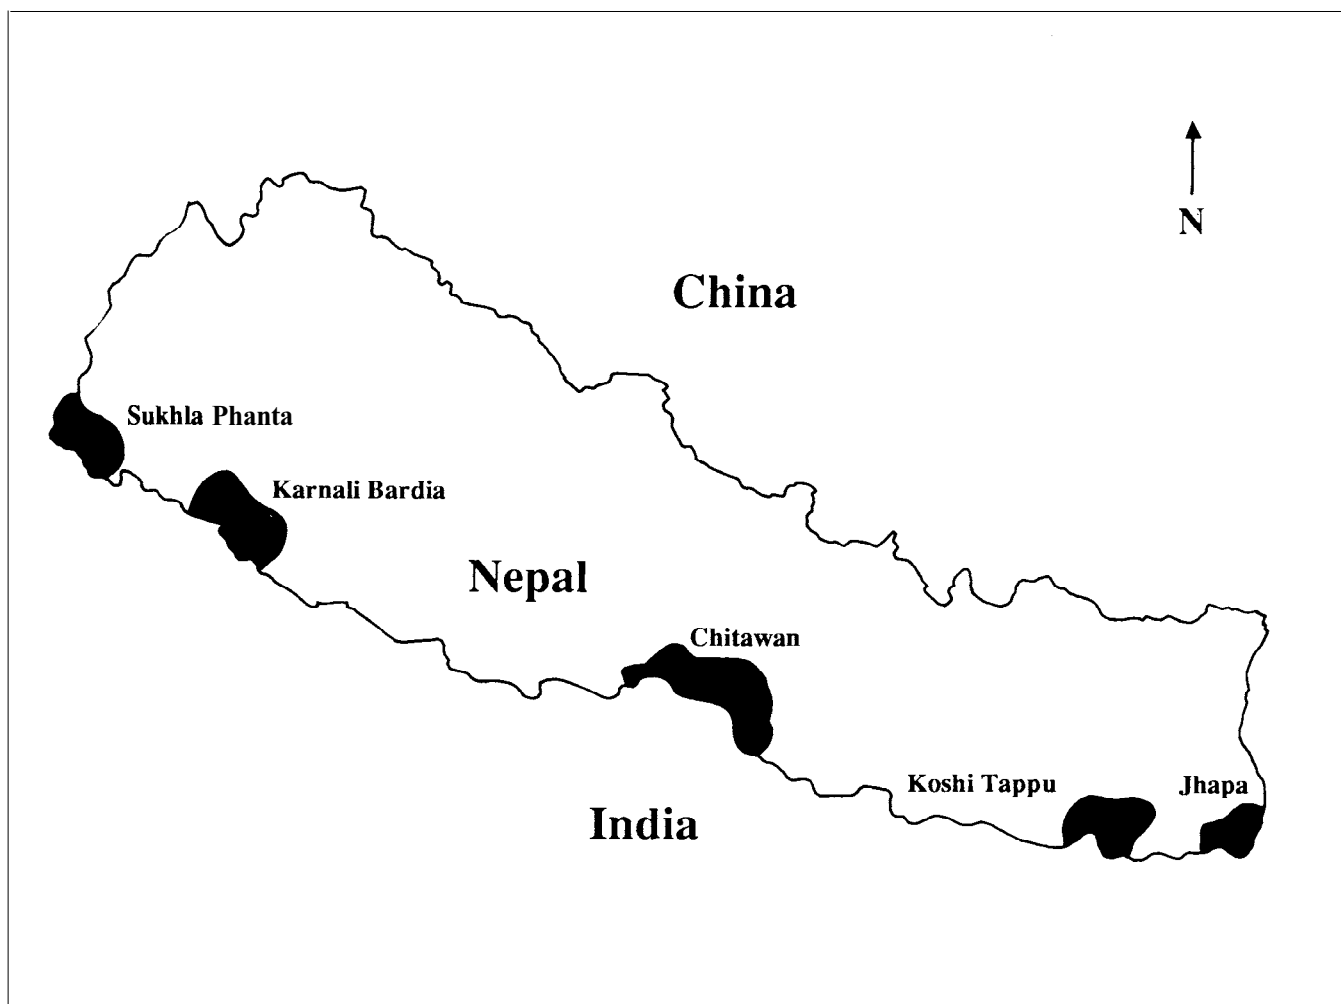 N
China
Sukhla Phanta
Karnali Bardia
Nepal
Chitawan
Koshi Tappu
Jhapa
India